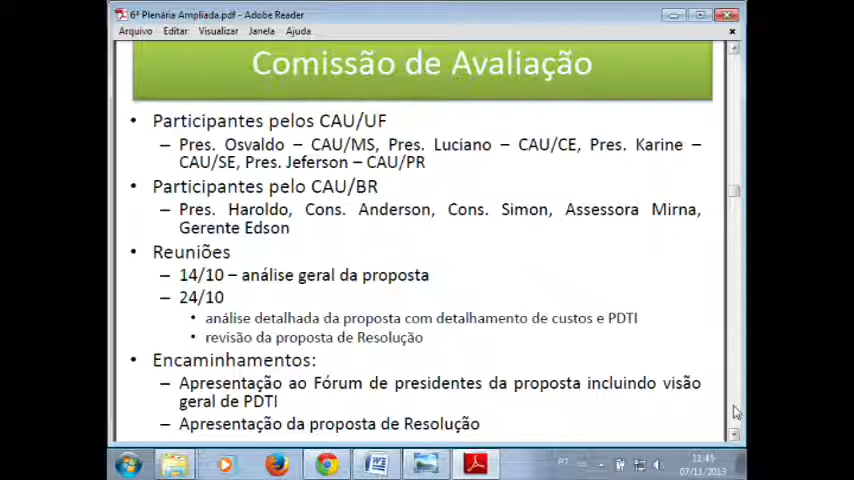 6ª Plenária Ampliada.pdf - Adobe Reader
Arquivo Editar Visualizar Janela Ajuda
Comissão de Avaliação
• Participantes pelos CAU/UF
– Pres. Osvaldo – CAU/MS, Pres. Luciano – CAU/CE, Pres. Karine –
CAU/SE, Pres. Jeferson – CAU/PR
• Participantes pelo CAU/BR
– Pres. Haroldo, Cons. Anderson, Cons. Simon, Assessora Mirna,
Gerente Edson
• Reuniões
– 14/10 – análise geral da proposta
– 24/10
• análise detalhada da proposta com detalhamento de custos e PDTI
• revisão da proposta de Resolução
• Encaminhamentos:
– Apresentação ao Fórum de presidentes da proposta incluindo visão
geral de PDTI
– Apresentação da proposta de Resolução
PT
11:45
07/11/2013